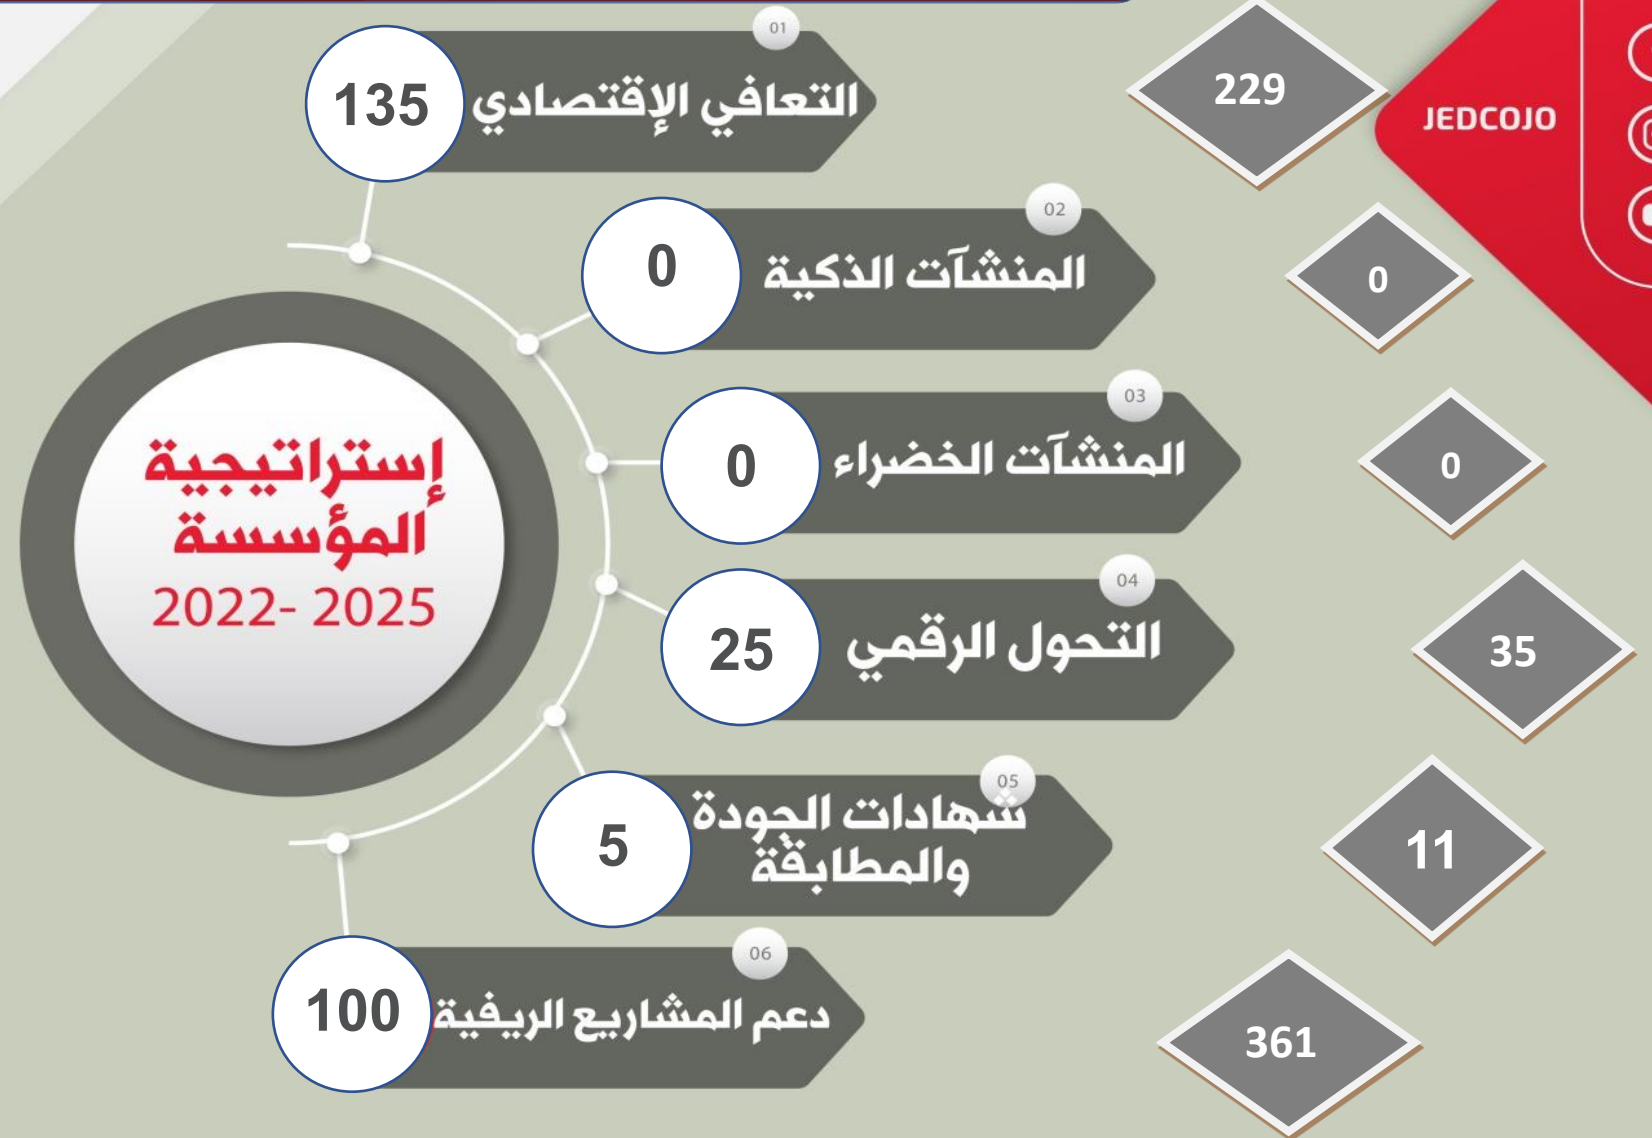 01
135
التعافي الإقتصادي
229
JEDCOJO
02
0
المنشآت الذكية
0
03
0
المنشآت الخضراء
0
إستراتيجية
المؤسسة
2022- 2025
04
25
التحول الرقمي
35
05
5
شهادات الجودة
والمطابقة
11
06
100
دعم المشاريع الريفية
361